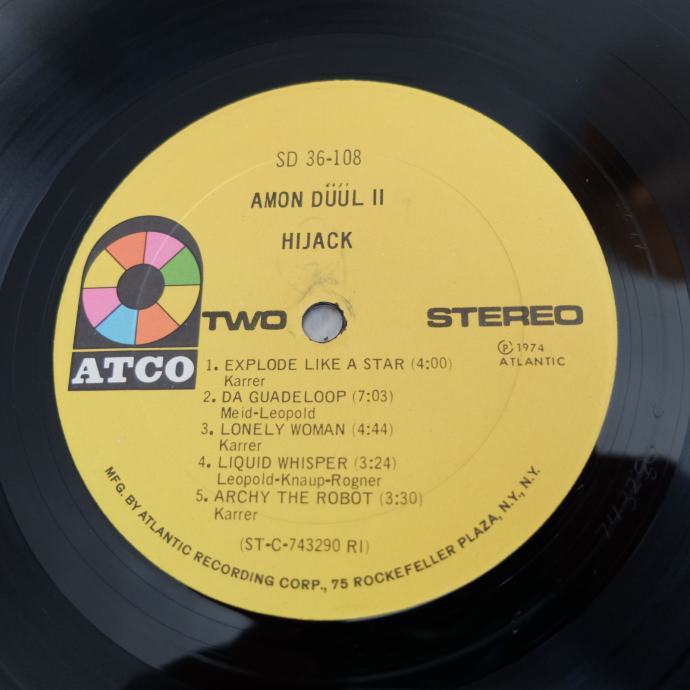 SD 36-108
AMON DÜÜL II
HIJACK
TWO
STEREO
ATCO
℗ 1974
ATLANTIC
1. EXPLODE LIKE A STAR (4:00)
Karrer
2. DA GUADELOOP (7:03)
Meid-Leopold
3. LONELY WOMAN (4:44)
Karrer
4. LIQUID WHISPER (3:24)
Leopold-Knaup-Rogner
5. ARCHY THE ROBOT (3:30)
Karrer
(ST-C-743290 RI)
MFG. BY ATLANTIC RECORDING CORP., 75 ROCKEFELLER PLAZA, N.Y., N.Y.